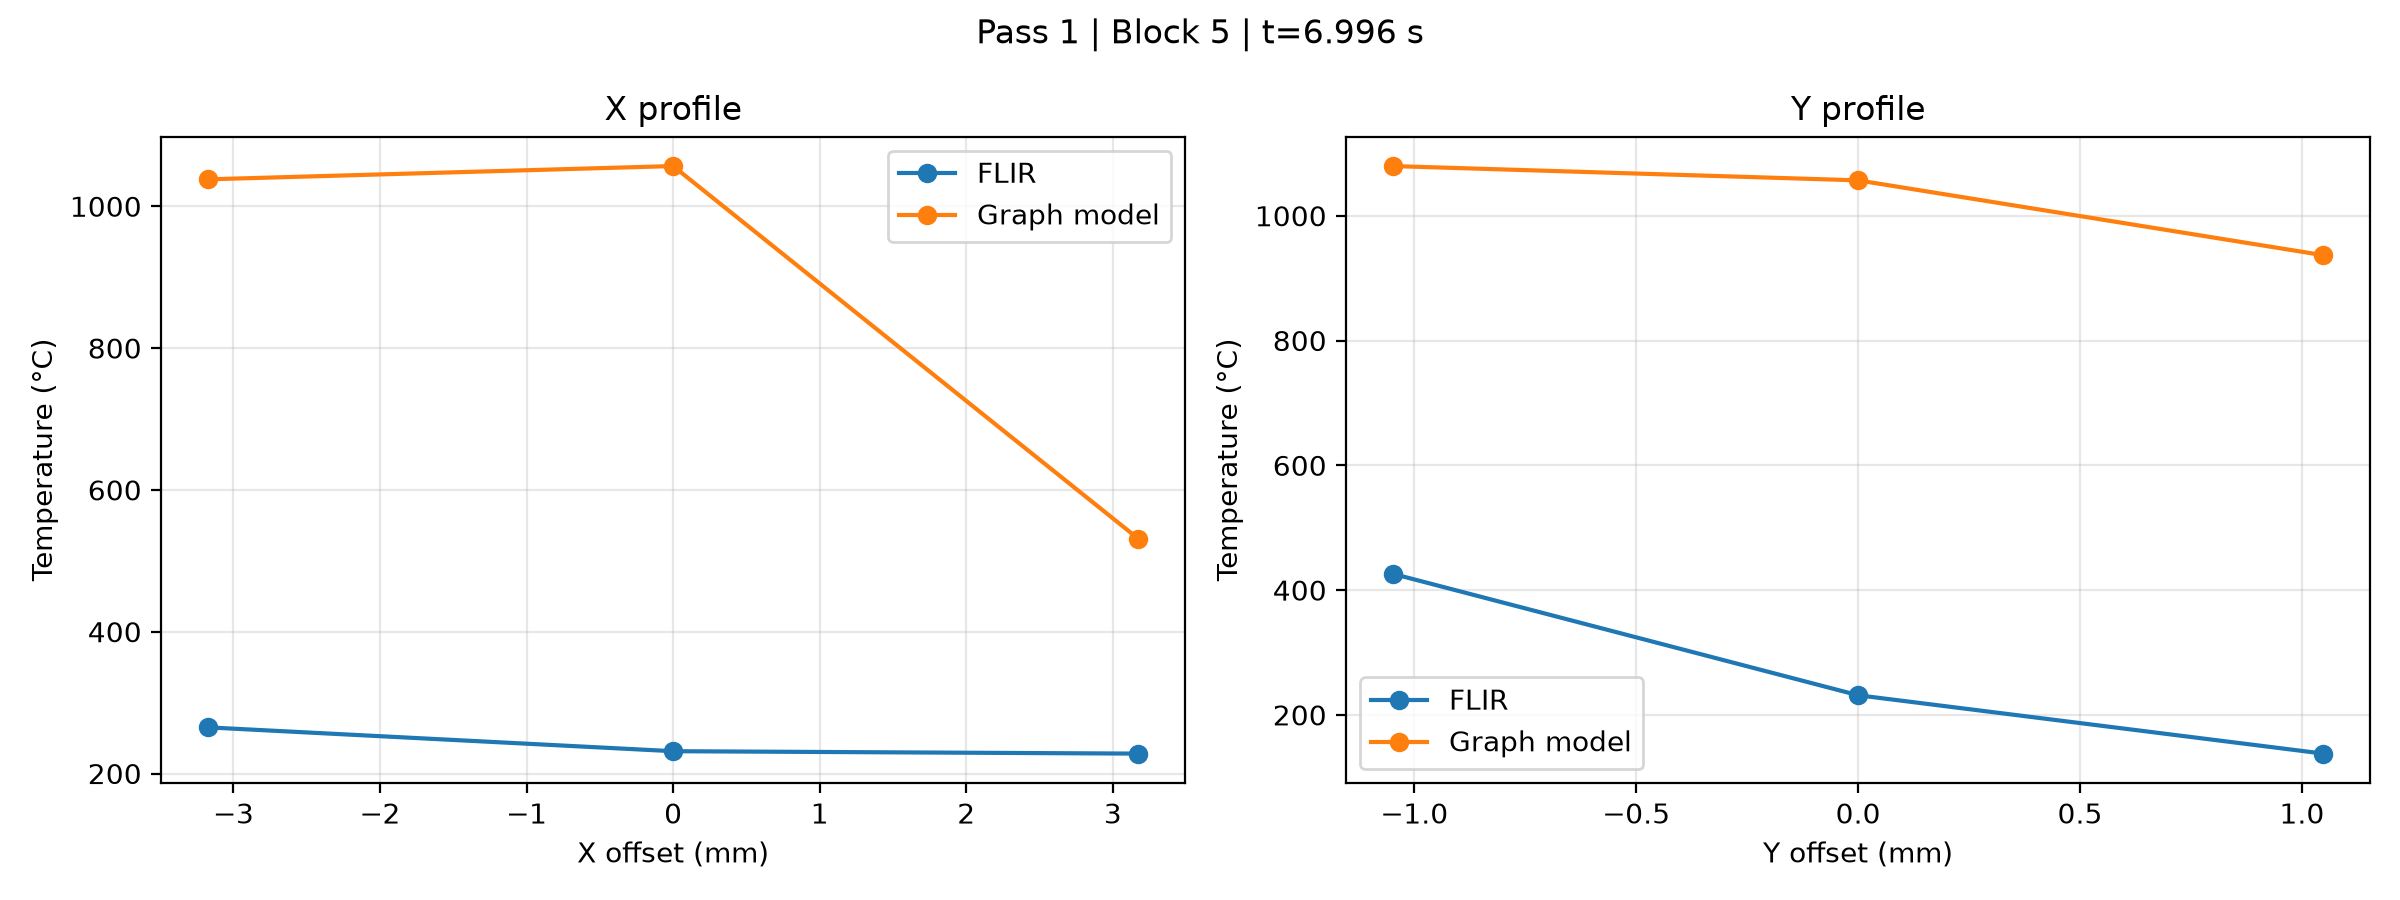 Pass 1 | Block 5 | t=6.996 s
X profile
FLIR
Graph model
1000
800
600
400
200
Temperature (°C)
−3
−2
−1
0
1
2
3
X offset (mm)
Y profile
1000
800
600
400
200
Temperature (°C)
FLIR
Graph model
−1.0
−0.5
0.0
0.5
1.0
Y offset (mm)